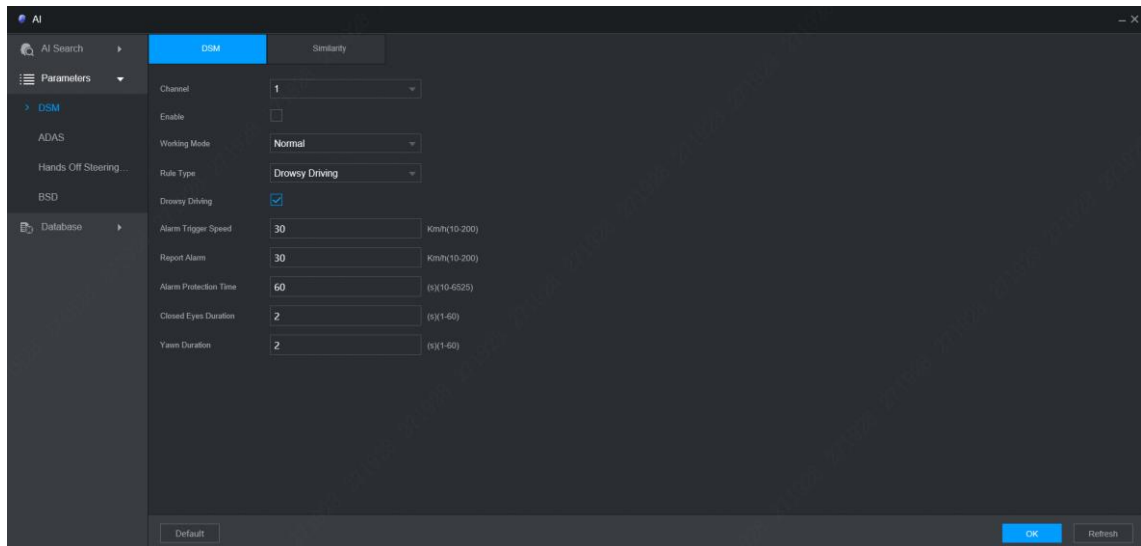 AI
AI Search
DSM
Similarity
Parameters
Channel
1
DSM
Enable
ADAS
Working Mode
Normal
Hands Off Steering...
Rule Type
Drowsy Driving
BSD
Drowsy Driving
Database
Alarm Trigger Speed
30
Km/h(10-200)
Report Alarm
30
Km/h(10-200)
Alarm Protection Time
60
(s)(10-6525)
Closed Eyes Duration
2
(s)(1-60)
Yawn Duration
2
(s)(1-60)
Default
OK
Refresh